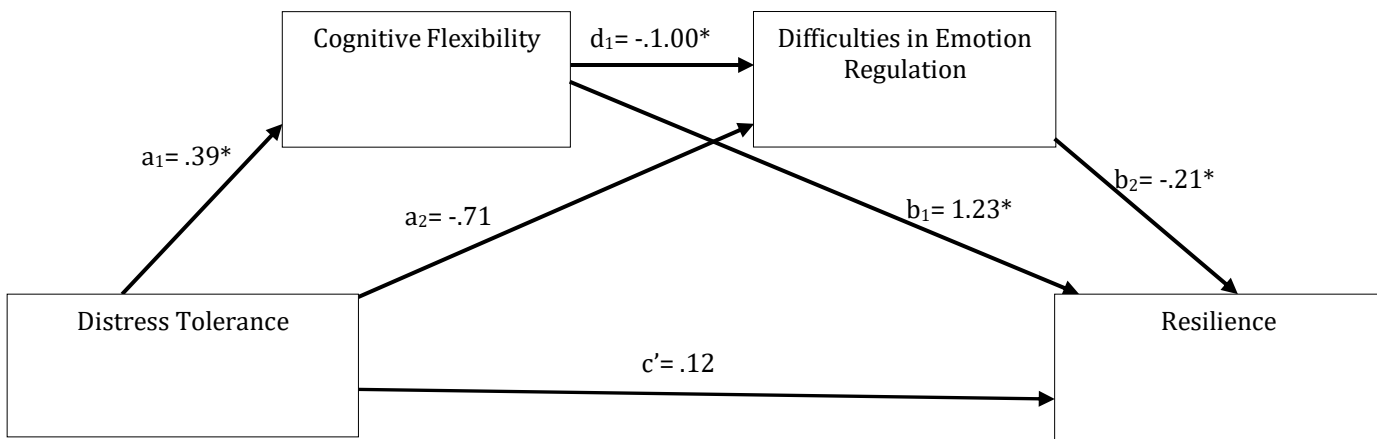 Cognitive Flexibility
d₁= -.1.00*
Difficulties in Emotion
Regulation
a₁= .39*
b₂= -.21*
a₂= -.71
b₁= 1.23*
Distress Tolerance
Resilience
c’= .12